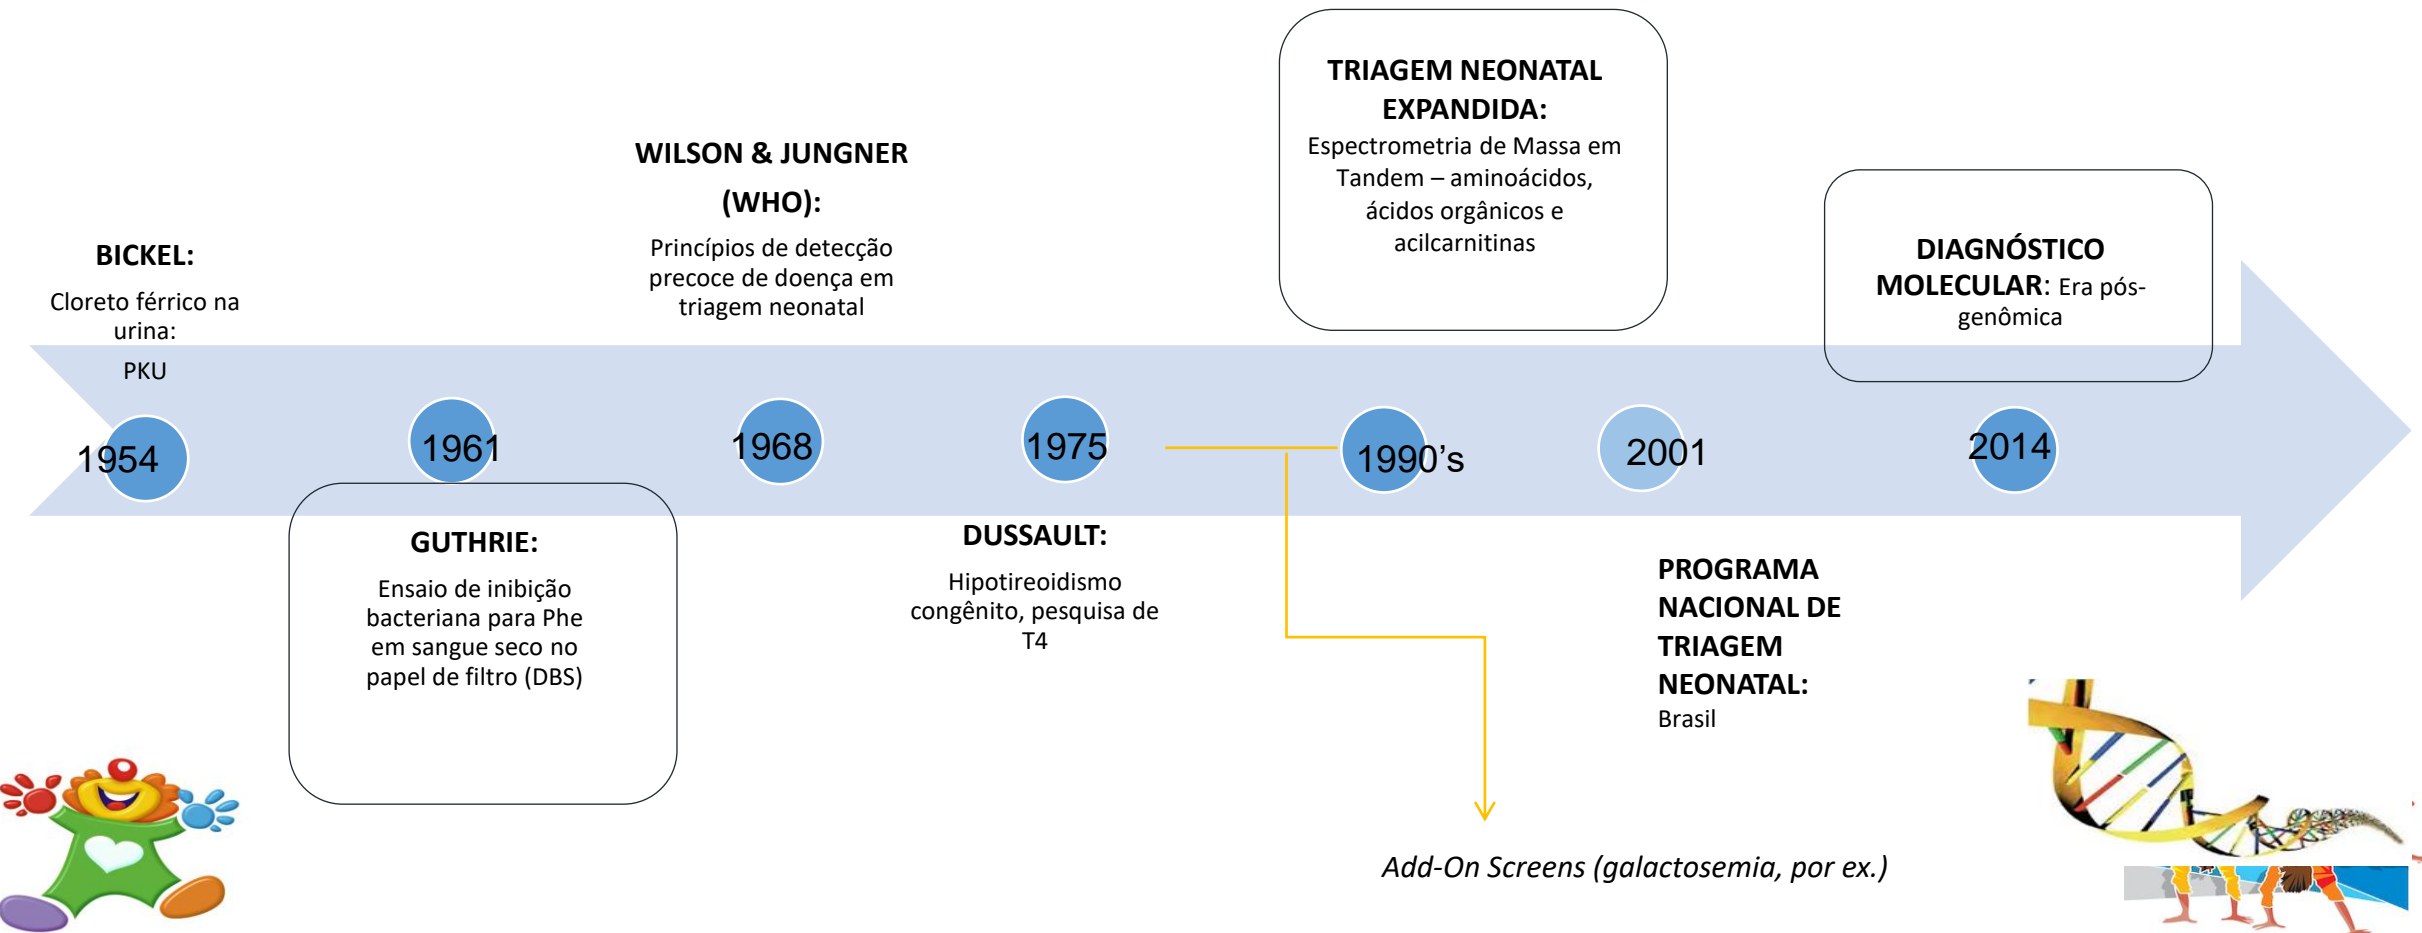 BICKEL:
Cloreto férrico na
urina:
PKU
1954
1961
GUTHRIE:
Ensaio de inibição
bacteriana para Phe
em sangue seco no
papel de filtro (DBS)
WILSON & JUNGNER
(WHO):
Princípios de detecção
precoce de doença em
triagem neonatal
1968
1975
DUSSAULT:
Hipotireoidismo
congênito, pesquisa de
T4
TRIAGEM NEONATAL
EXPANDIDA:
Espectrometria de Massa em
Tandem – aminoácidos,
ácidos orgânicos e
acilcarnitinas
1990’s
Add-On Screens (galactosemia, por ex.)
2001
PROGRAMA
NACIONAL DE
TRIAGEM
NEONATAL:
Brasil
DIAGNÓSTICO
MOLECULAR: Era pós-
genômica
2014